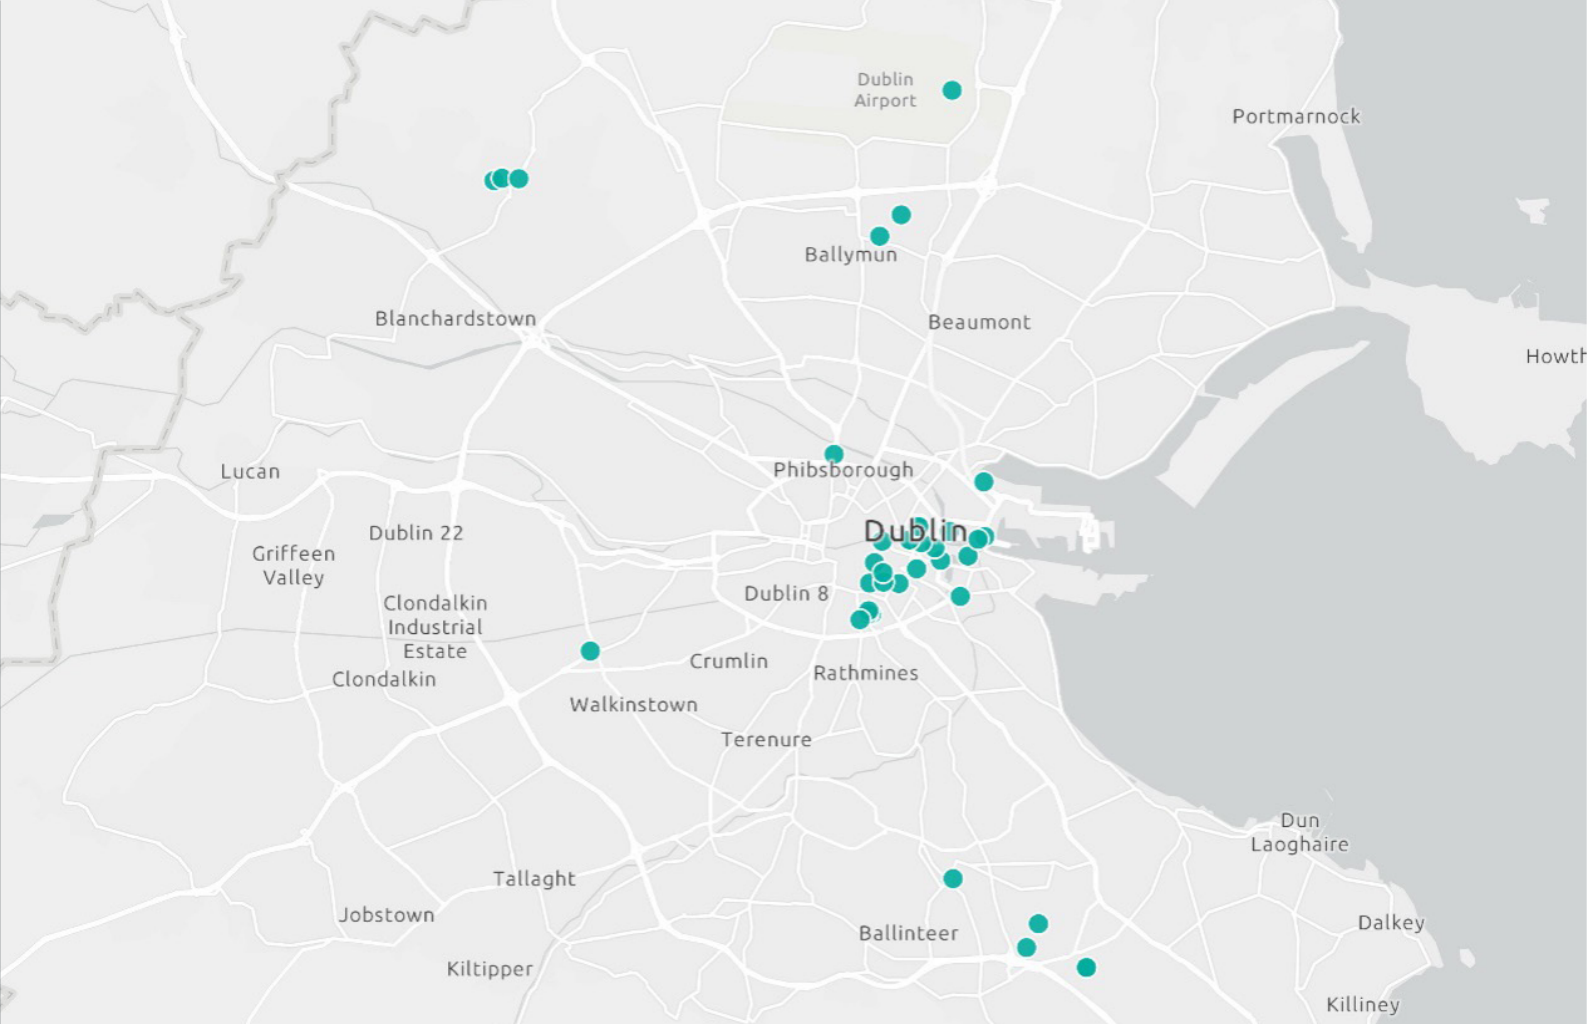 Dublin
Airport
Portmarnock
Ballymun
Blanchardstown
Beaumont
Howth
Phibsborough
Lucan
Dublin
Dublin 22
Griffeen
Valley
Dublin 8
Clondalkin
Industrial
Estate
Crumlin
Rathmines
Clondalkin
Walkinstown
Terenure
Dun
Laoghaire
Tallaght
Jobstown
Dalkey
Ballinteer
Kiltipper
Killiney